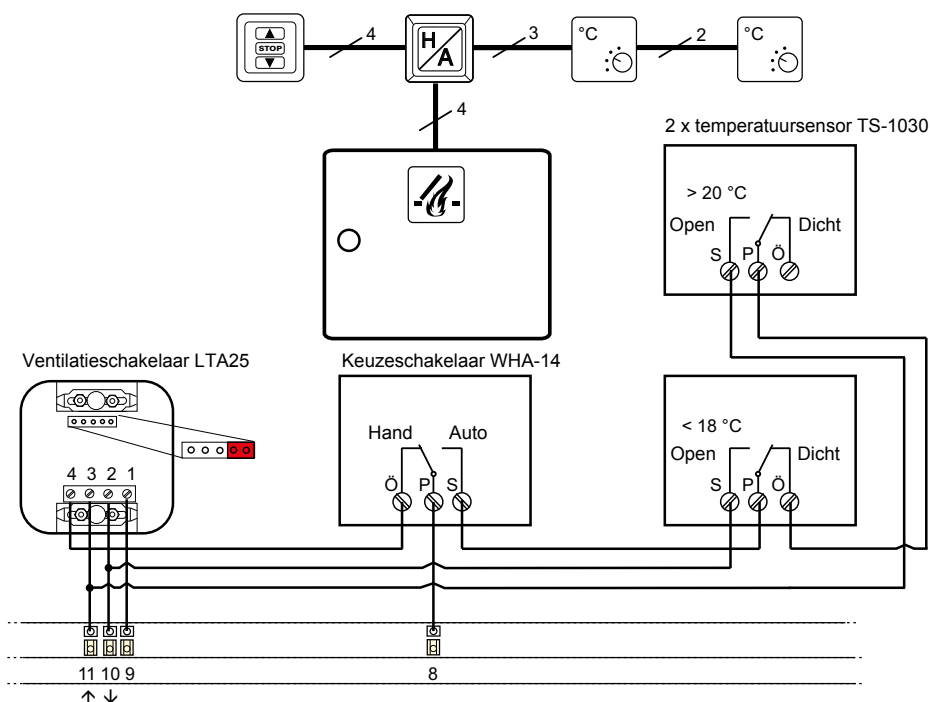 STOP
4
H/A
3
°C
2
°C
4
2 x temperatuursensor TS-1030
> 20 °C
Open
Dicht
S P Ö
Ventilatieschakelaar LTA25
Keuzeschakelaar WHA-14
4 3 2 1
Hand
Auto
Ö P S
< 18 °C
Open
Dicht
S P Ö
11 10 9
8